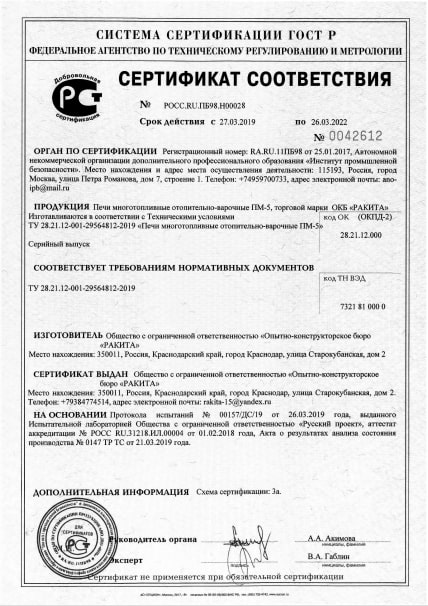 СИСТЕМА СЕРТИФИКАЦИИ ГОСТ Р
ФЕДЕРАЛЬНОЕ АГЕНТСТВО ПО ТЕХНИЧЕСКОМУ РЕГУЛИРОВАНИЮ И МЕТРОЛОГИИ
Добровольная
сертификация
СЕРТИФИКАТ СООТВЕТСТВИЯ
№ РОСС.RU.ПБ98.Н00028
Срок действия с 27.03.2019 по 26.03.2022
№ 0042612
ОРГАН ПО СЕРТИФИКАЦИИ Регистрационный номер: RA.RU.11ПБ98 от 25.01.2017, Автономной
некоммерческой организации дополнительного профессионального образования «Институт промышленной
безопасности». Место нахождения и адрес места осуществления деятельности: 115193, Россия, город
Москва, улица Петра Романова, дом 7, строение 1. Телефон: +74959700733, адрес электронной почты: ano-
ipb@mail.ru
ПРОДУКЦИЯ Печи многотопливные отопительно-варочные ПМ-5, торговой марки ОКБ «РАКИТА»
Изготавливаются в соответствии с Техническими условиями
код ОК (ОКПД-2)
ТУ 28.21.12-001-29564812-2019 «Печи многотопливные отопительно-варочные ПМ-5»
28.21.12.000
Серийный выпуск
СООТВЕТСТВУЕТ ТРЕБОВАНИЯМ НОРМАТИВНЫХ ДОКУМЕНТОВ
код ТН ВЭД
ТУ 28.21.12-001-29564812-2019
7321 81 000 0
ИЗГОТОВИТЕЛЬ Общество с ограниченной ответственностью «Опытно-конструкторское бюро
«РАКИТА»
Место нахождения: 350011, Россия, Краснодарский край, город Краснодар, улица Старокубанская, дом 2
СЕРТИФИКАТ ВЫДАН Общество с ограниченной ответственностью «Опытно-конструкторское
бюро «РАКИТА»
Место нахождения: 350011, Россия, Краснодарский край, город Краснодар, улица Старокубанская, дом 2.
Телефон: +79384774514, адрес электронной почты: rakita-15@yandex.ru
НА ОСНОВАНИИ Протокола испытаний № 00157/ДС/19 от 26.03.2019 года, выданного
Испытательной лабораторией Общества с ограниченной ответственностью «Русский проект», аттестат
аккредитации № РОСС RU.31218.ИЛ.00004 от 01.02.2018 года, Акта о результатах анализа состояния
производства № 0147 ТР ТС от 21.03.2019 года.
ДОПОЛНИТЕЛЬНАЯ ИНФОРМАЦИЯ Схема сертификации: 3а.
ДЛЯ
СЕРТИФИКАТОВ
Руководитель органа
А.А. Акимова
подпись
инициалы, фамилия
Эксперт
В.А. Габлин
подпись
инициалы, фамилия
Сертификат не применяется при обязательной сертификации